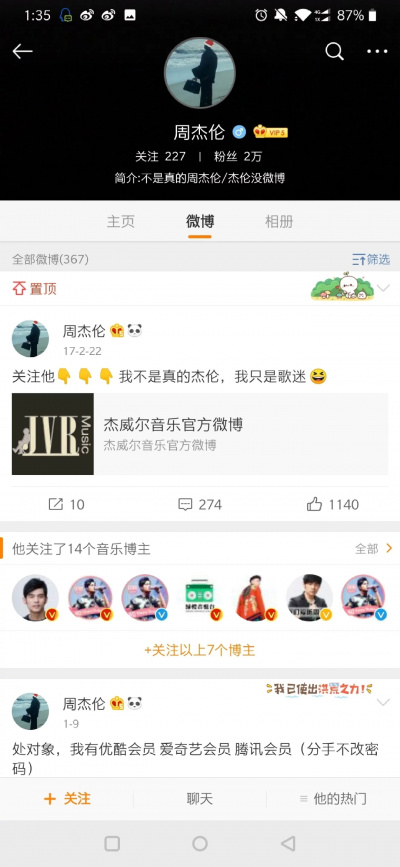 1:35
4G
1X
87%
周杰伦
VIP5
关注 227 | 粉丝 2万
简介:不是真的周杰伦/杰伦没微博
主页
微博
相册
全部微博(367)
筛选
置顶
周杰伦
17-2-22
关注他👇👇👇我不是真的杰伦，我只是歌迷😆
JVR
Music
杰威尔音乐官方微博
杰威尔音乐官方微博
10
274
1140
他关注了14个音乐博主
全部
+关注以上7个博主
我已使出洪荒之力!
周杰伦
1-9
处对象，我有优酷会员 爱奇艺会员 腾讯会员（分手不改密
码）
+ 关注
聊天
他的热门